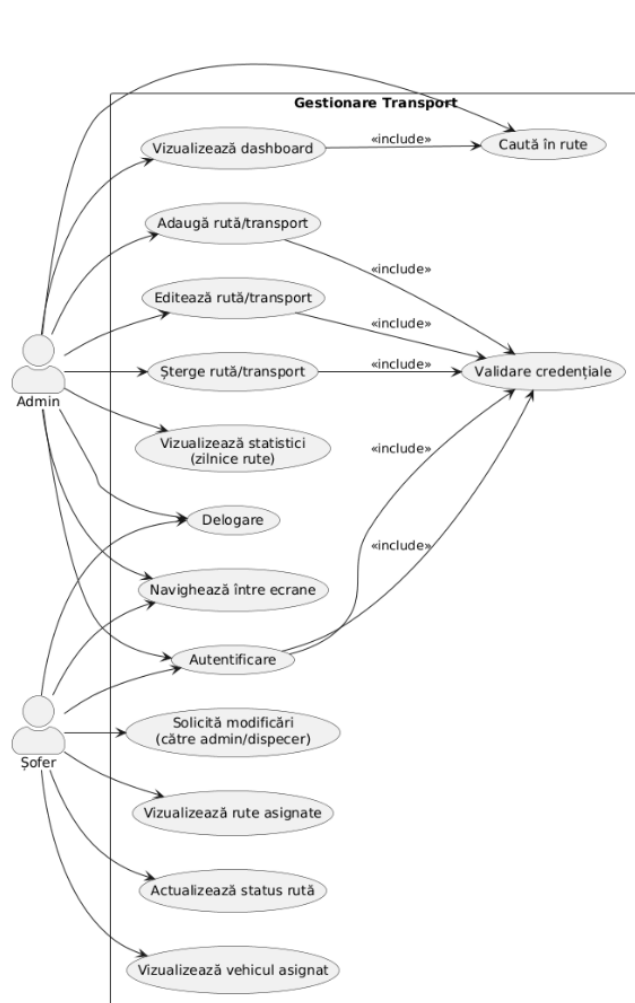 Gestionare Transport
Vizualizează dashboard
«include»
Caută în rute
Adaugă rută/transport
«include»
Editează rută/transport
«include»
Șterge rută/transport
«include»
Validare credențiale
Admin
Vizualizează statistici
(zilnice rute)
«include»
Delogare
«include»
Navighează între ecrane
Autentificare
Solicită modificări
(către admin/dispecer)
Șofer
Vizualizează rute asignate
Actualizează status rută
Vizualizează vehicul asignat